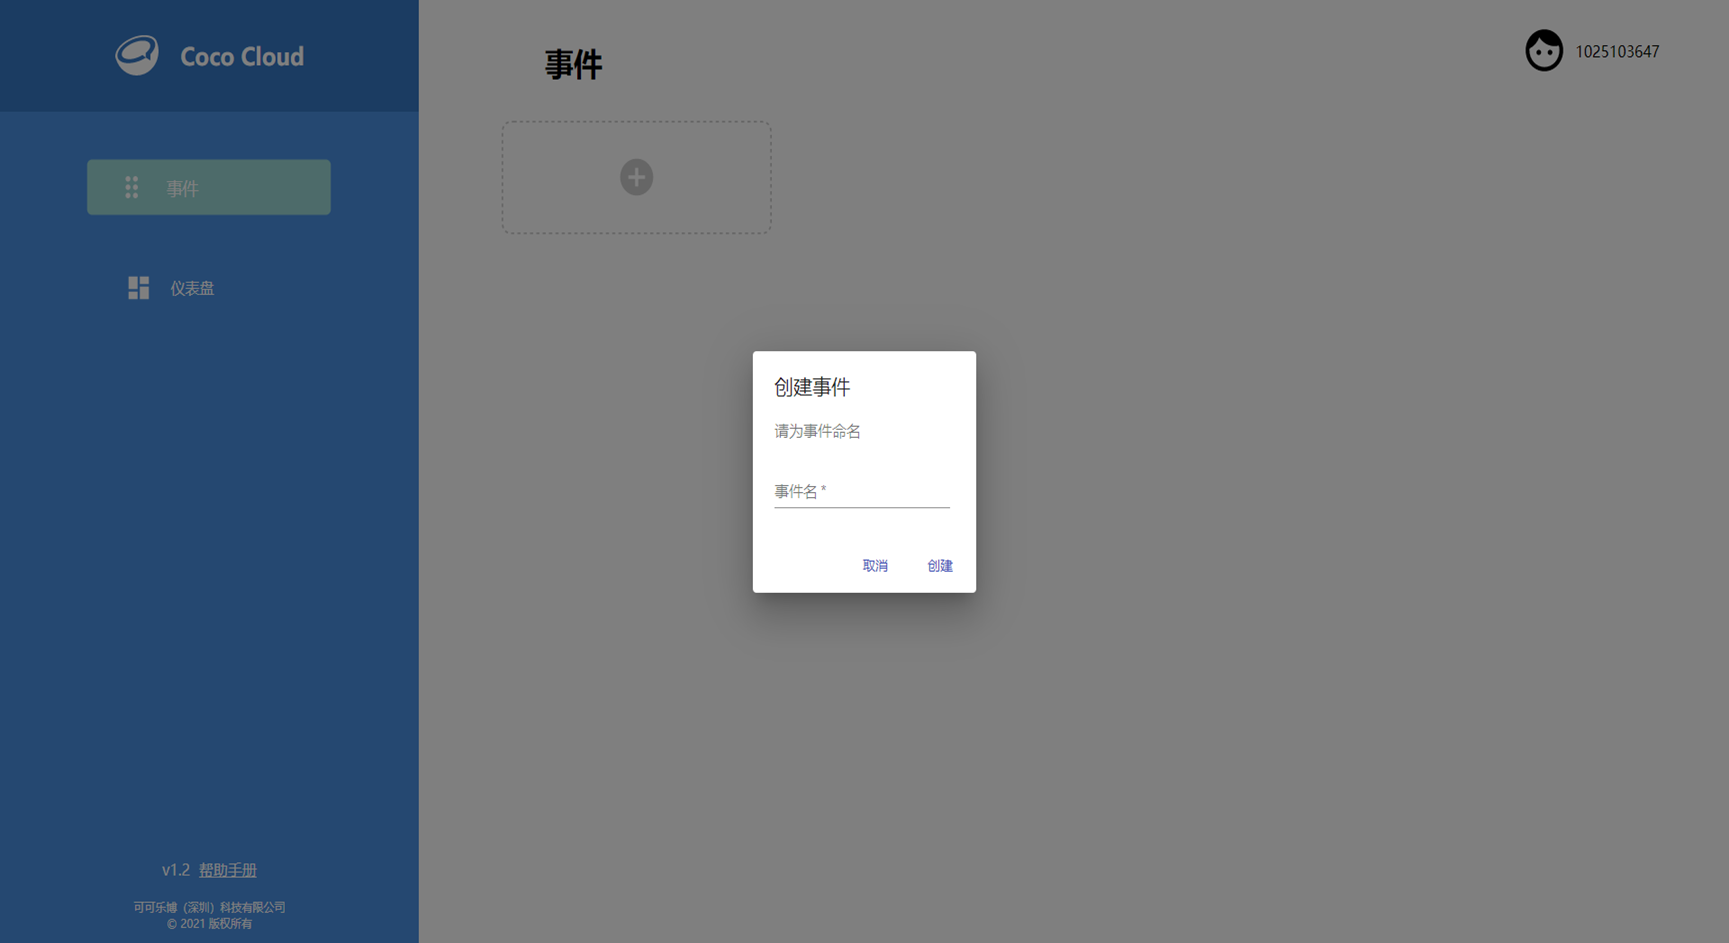 Coco Cloud
事件
仪表盘
v1.2 帮助手册
可可乐博（深圳）科技有限公司
© 2021 版权所有
事件
1025103647
创建事件
请为事件命名
事件名 *
取消 创建